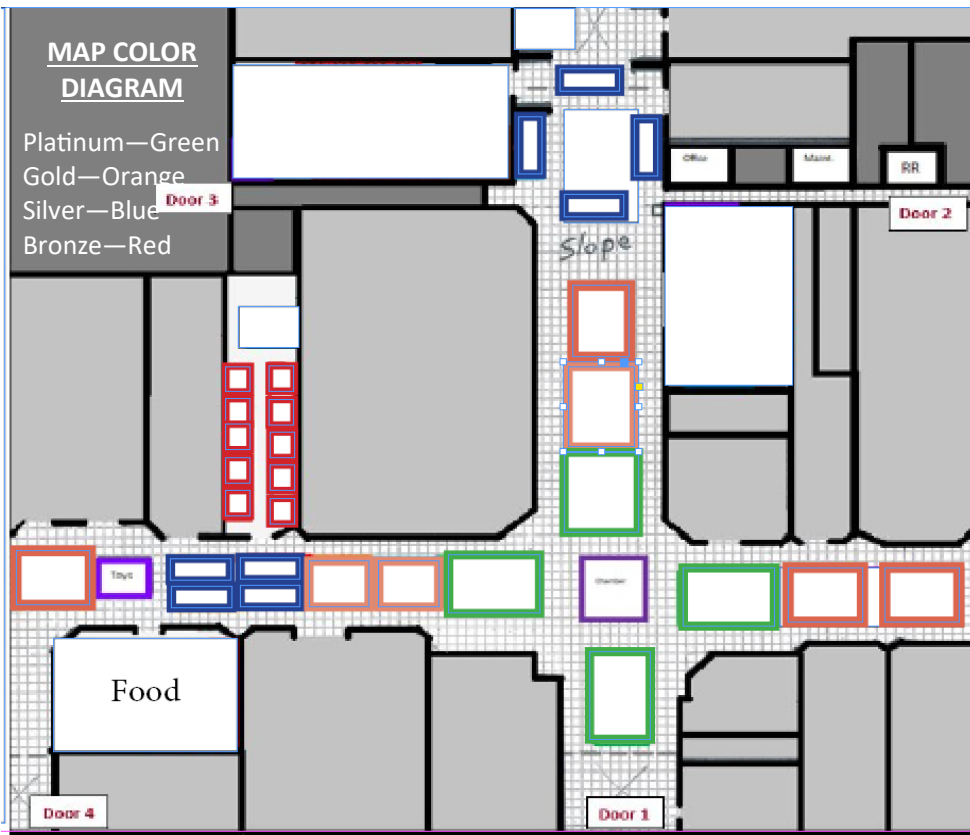 MAP COLOR
DIAGRAM
Platinum—Green
Gold—Orange
Silver—Blue
Bronze—Red
Door 3
Office
Maint.
RR
Door 2
Slope
Toys
Chamber
Food
Door 4
Door 1